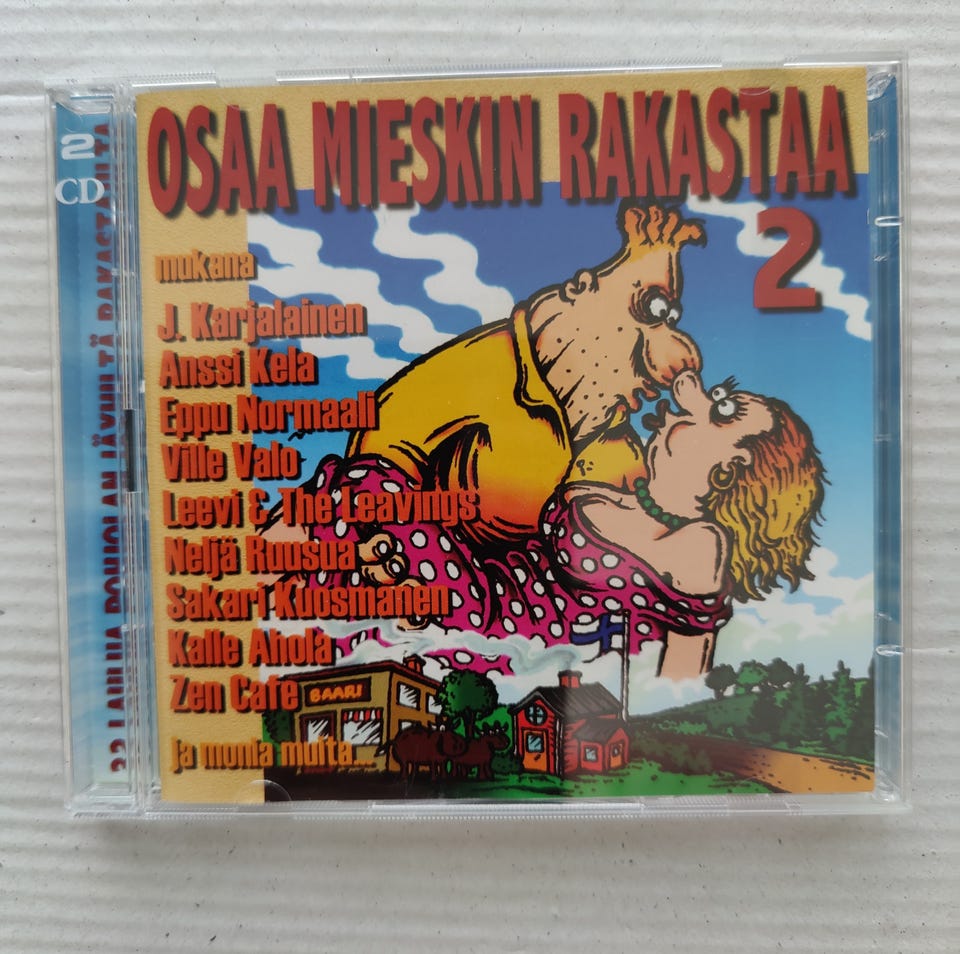 OSAA MIESKIN RAKASTAA
2
mukana
J. Karjalainen
Anssi Kela
Eppu Normaali
Ville Valo
Leevi & The Leavings
Neljä Ruusua
Sakari Kuosmanen
Kalle Ahola
Zen Cafe
ja monia muita...
BAARI
2
CD